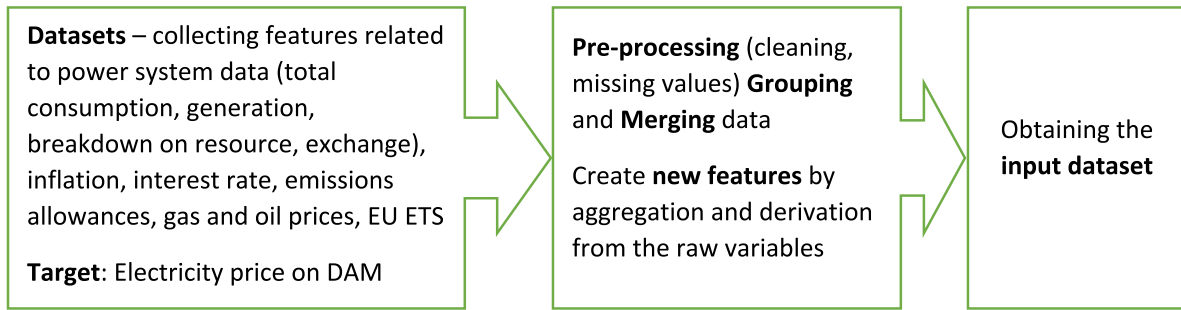 Datasets – collecting features related
to power system data (total
consumption, generation,
breakdown on resource, exchange),
inflation, interest rate, emissions
allowances, gas and oil prices, EU ETS
Target: Electricity price on DAM
Pre-processing (cleaning,
missing values) Grouping
and Merging data
Create new features by
aggregation and derivation
from the raw variables
Obtaining the
input dataset